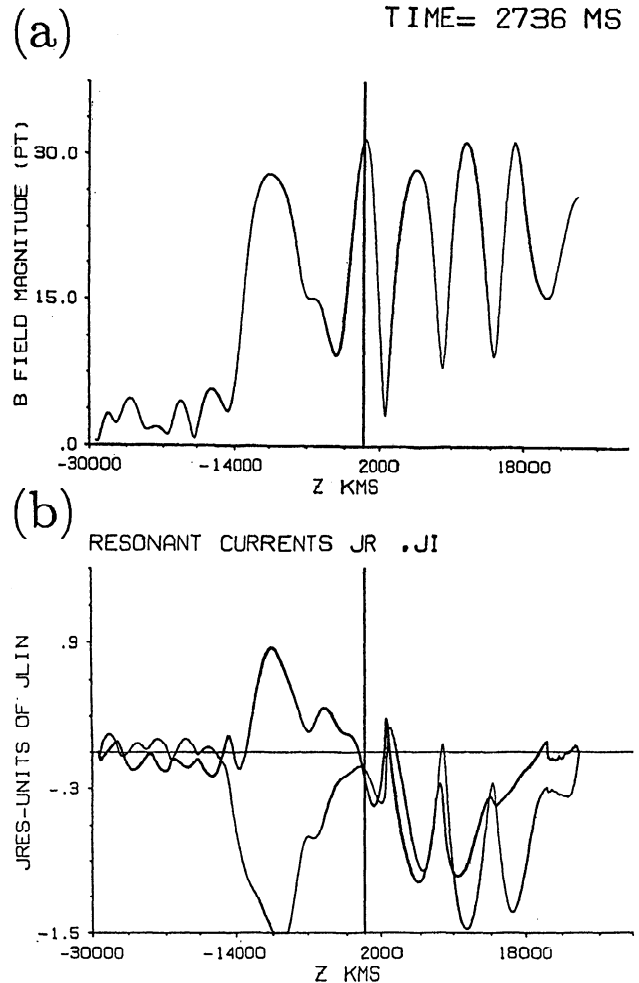 (a)
TIME= 2736 MS
B FIELD MAGNITUDE (PT)
30.0
15.0
.0
-30000 -14000 2000 18000
Z KMS
(b)
RESONANT CURRENTS JR .JI
JRES-UNITS OF JLIN
.9
-.3
-1.5
-30000 -14000 2000 18000
Z KMS